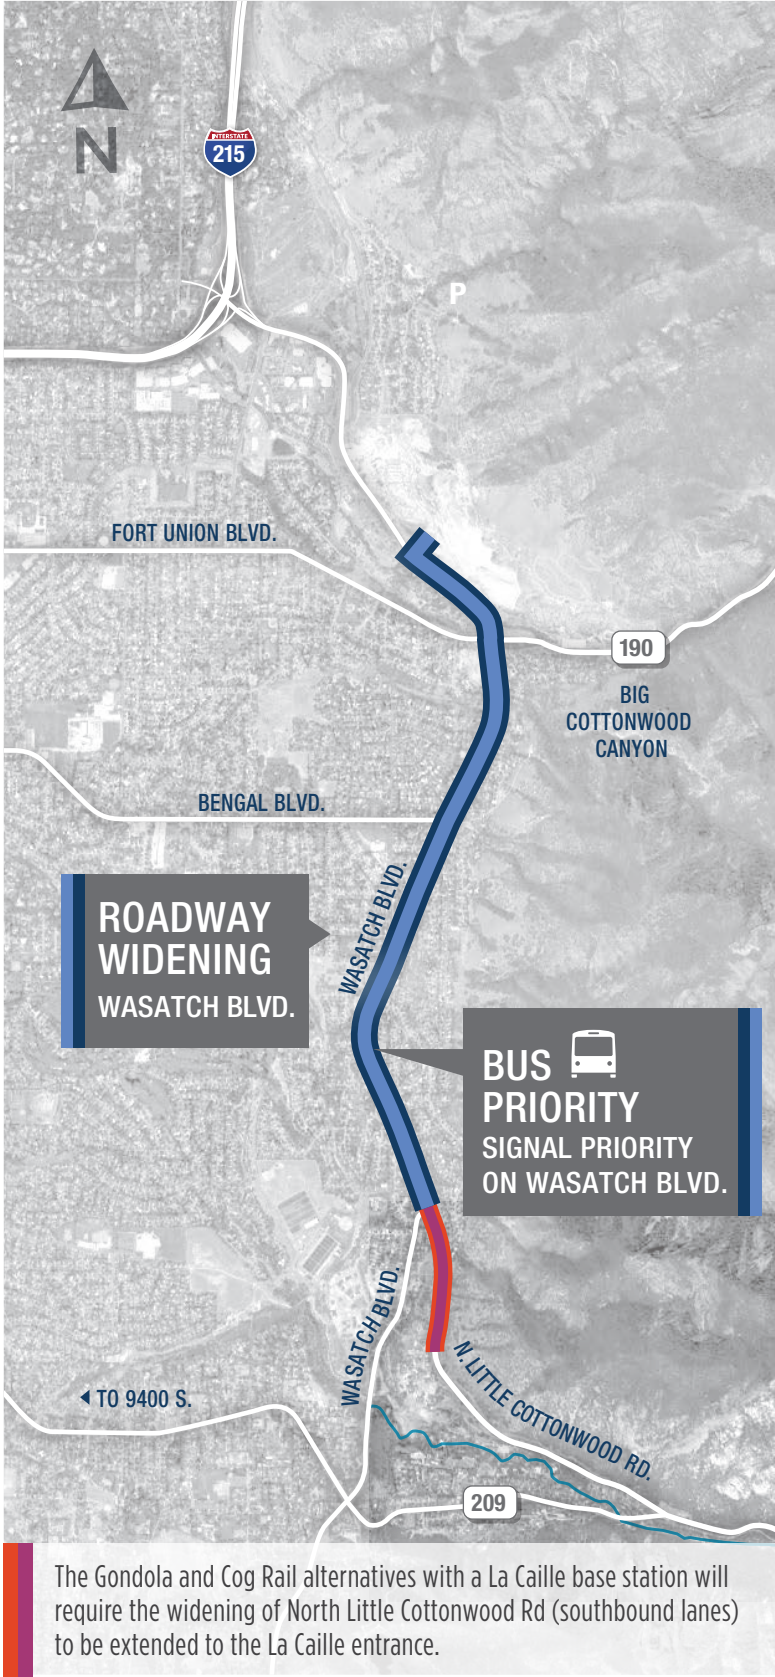 N
INTERSTATE
215
P
FORT UNION BLVD.
190
BIG
COTTONWOOD
CANYON
BENGAL BLVD.
WASATCH BLVD.
ROADWAY
WIDENING
WASATCH BLVD.
BUS
PRIORITY
SIGNAL PRIORITY
ON WASATCH BLVD.
WASATCH BLVD.
N. LITTLE COTTONWOOD RD.
TO 9400 S.
209
The Gondola and Cog Rail alternatives with a La Caille base station will
require the widening of North Little Cottonwood Rd (southbound lanes)
to be extended to the La Caille entrance.